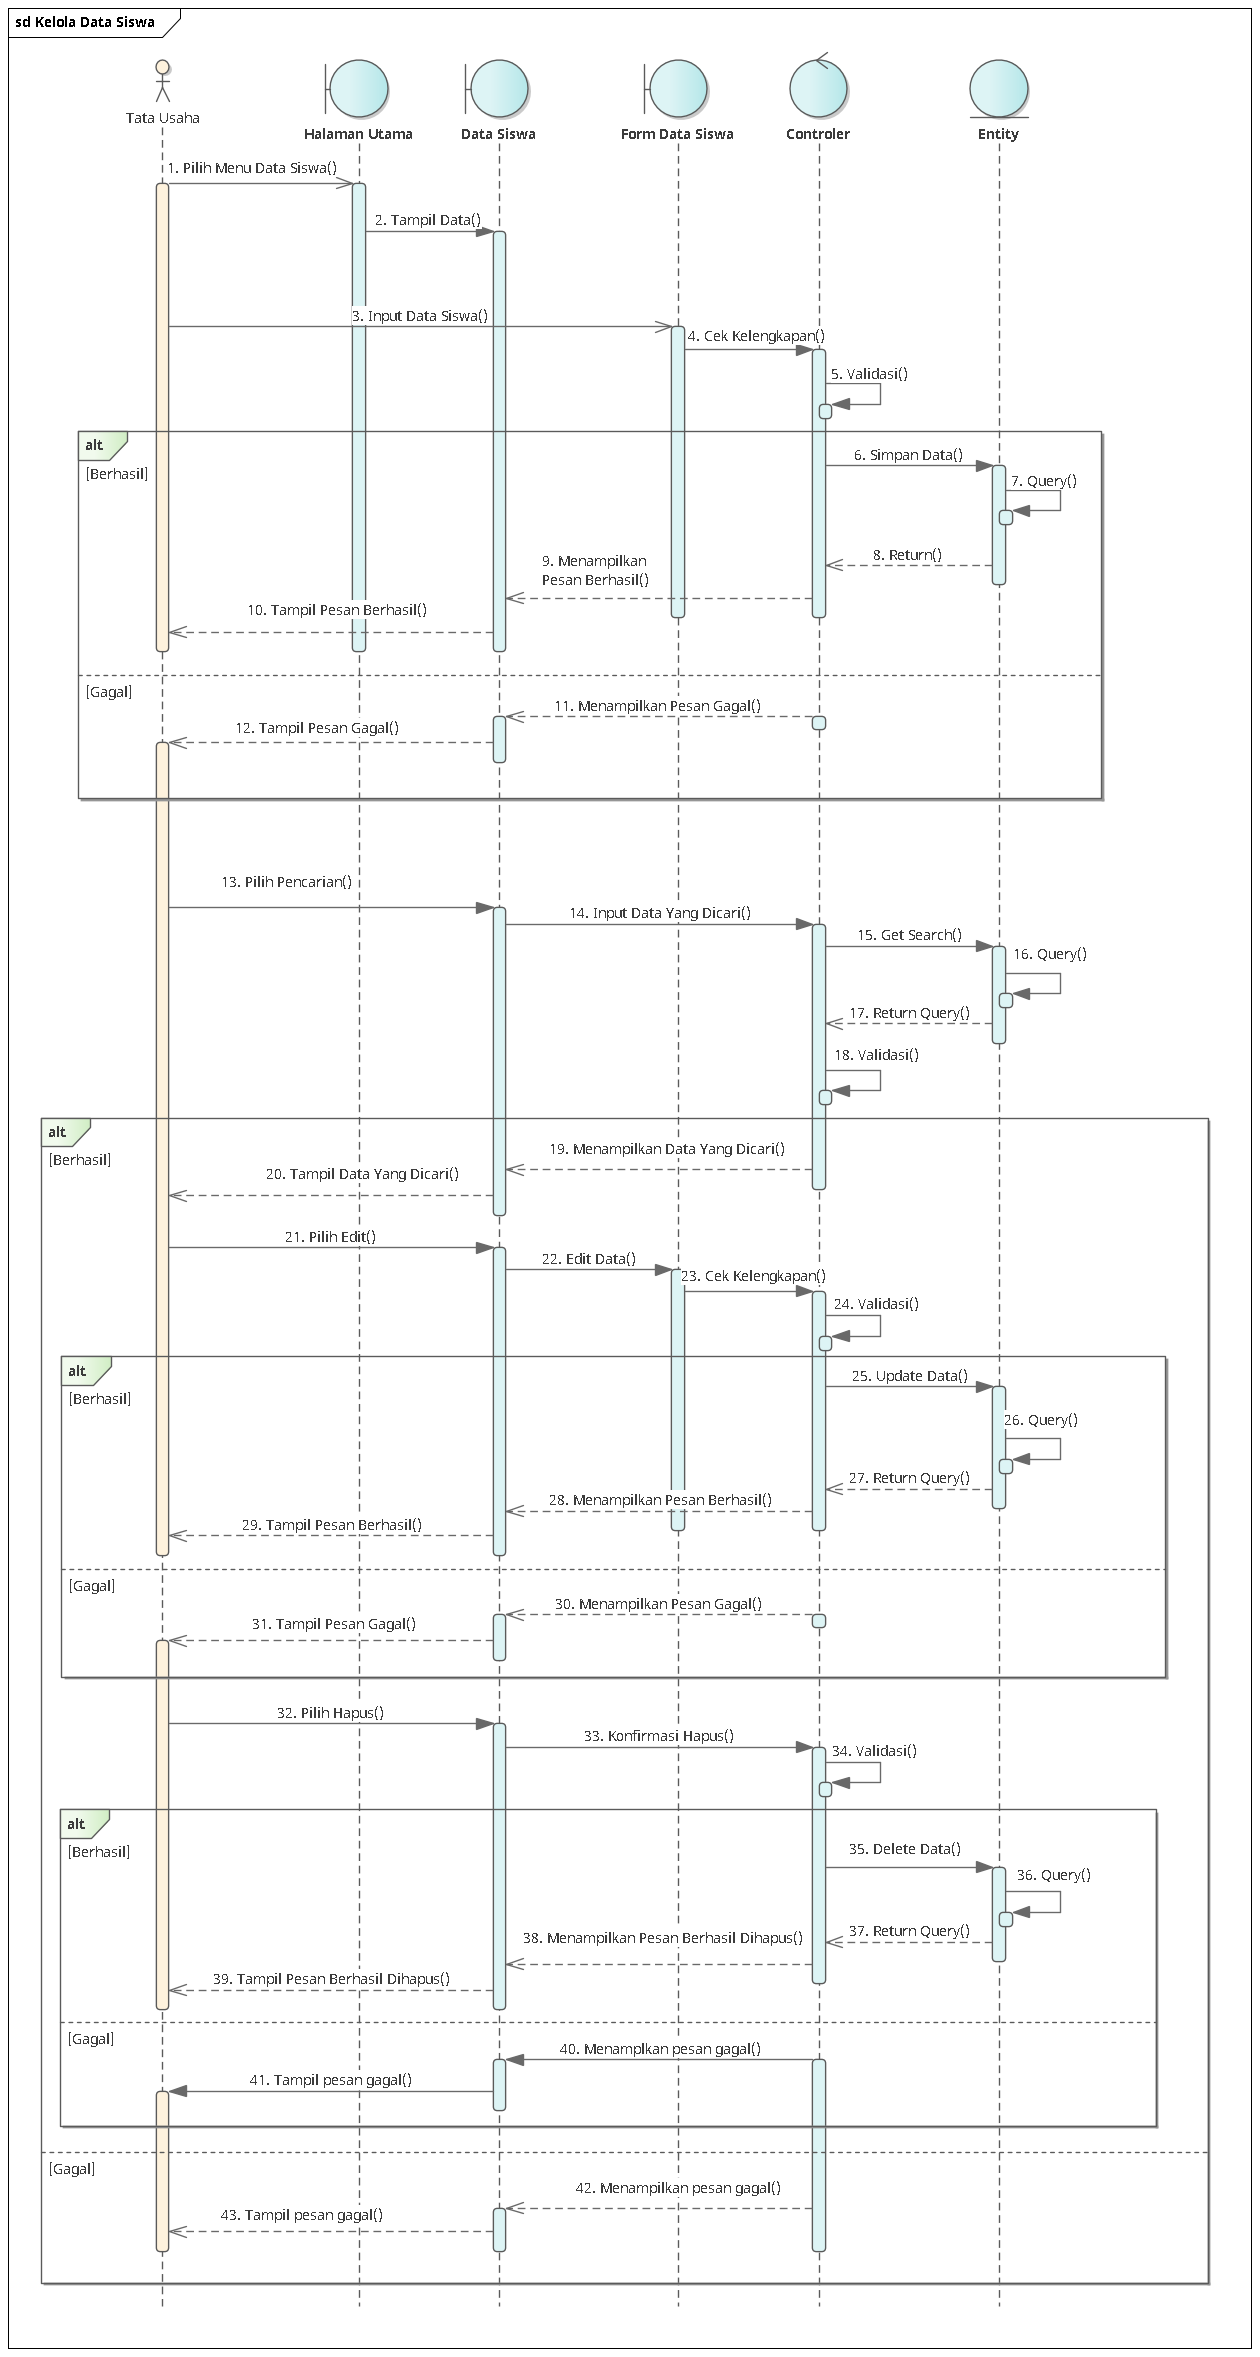 sd Kelola Data Siswa
Tata Usaha
Halaman Utama
Data Siswa
Form Data Siswa
Controler
Entity
1. Pilih Menu Data Siswa()
2. Tampil Data()
3. Input Data Siswa()
4. Cek Kelengkapan()
5. Validasi()
alt
[Berhasil]
6. Simpan Data()
7. Query()
8. Return()
9. Menampilkan
Pesan Berhasil()
10. Tampil Pesan Berhasil()
[Gagal]
11. Menampilkan Pesan Gagal()
12. Tampil Pesan Gagal()
13. Pilih Pencarian()
14. Input Data Yang Dicari()
15. Get Search()
16. Query()
17. Return Query()
18. Validasi()
alt
[Berhasil]
19. Menampilkan Data Yang Dicari()
20. Tampil Data Yang Dicari()
21. Pilih Edit()
22. Edit Data()
23. Cek Kelengkapan()
24. Validasi()
alt
[Berhasil]
25. Update Data()
26. Query()
27. Return Query()
28. Menampilkan Pesan Berhasil()
29. Tampil Pesan Berhasil()
[Gagal]
30. Menampilkan Pesan Gagal()
31. Tampil Pesan Gagal()
32. Pilih Hapus()
33. Konfirmasi Hapus()
34. Validasi()
alt
[Berhasil]
35. Delete Data()
36. Query()
37. Return Query()
38. Menampilkan Pesan Berhasil Dihapus()
39. Tampil Pesan Berhasil Dihapus()
[Gagal]
40. Menamplkan pesan gagal()
41. Tampil pesan gagal()
[Gagal]
42. Menampilkan pesan gagal()
43. Tampil pesan gagal()